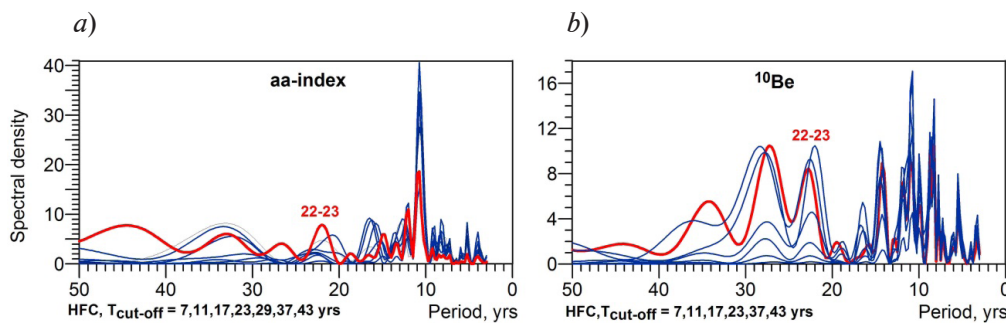 a)
b)
40
30
20
10
0
Spectral density
aa-index
22-23
50
40
30
20
10
0
HFC, Tcut-off = 7,11,17,23,29,37,43 yrs
Period, yrs
16
12
8
4
0
10Be
22-23
50
40
30
20
10
0
HFC,Tcut-off = 7,11,17,23,37,43 yrs
Period, yrs